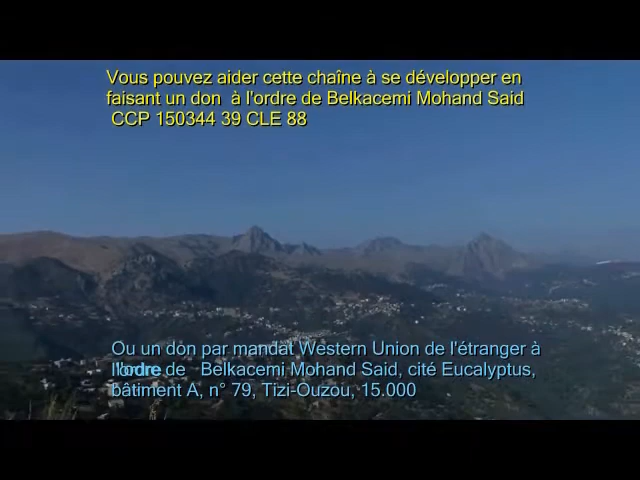 Vous pouvez aider cette chaîne à se développer en
faisant un don  à l'ordre de Belkacemi Mohand Said
CCP 150344 39 CLE 88
Ou un don par mandat Western Union de l'étranger à
l'ordre de   Belkacemi Mohand Said, cité Eucalyptus,
bâtiment A, n° 79, Tizi-Ouzou, 15.000